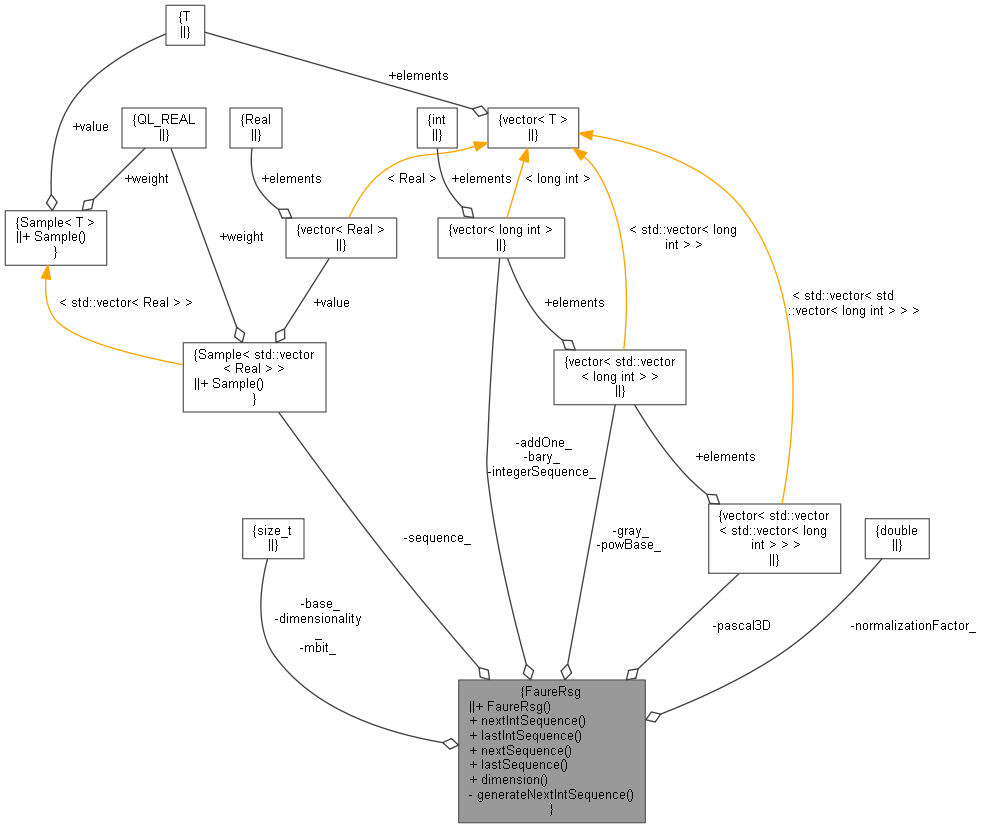 {T
||}
+elements
{QL_REAL
||}
{Real
||}
{int
||}
{vector< T >
||}
+value
+weight
+elements
< Real >
+elements
< long int >
{Sample< T >
||+ Sample()
}
{vector< Real >
||}
{vector< long int >
||}
+weight
< std::vector< long
int > >
< std::vector< Real > >
+value
+elements
< std::vector< std
::vector< long int > > >
{Sample< std::vector
< Real > >
||+ Sample()
}
{vector< std::vector
< long int > >
||}
-addOne_
-bary_
-integerSequence_
+elements
{size_t
||}
-sequence_
-gray_
-powBase_
{vector< std::vector
< std::vector< long
int > > >
||}
{double
||}
-base_
-dimensionality
_
-mbit_
-pascal3D
-normalizationFactor_
{FaureRsg
||+ FaureRsg()
+ nextIntSequence()
+ lastIntSequence()
+ nextSequence()
+ lastSequence()
+ dimension()
- generateNextIntSequence()
}